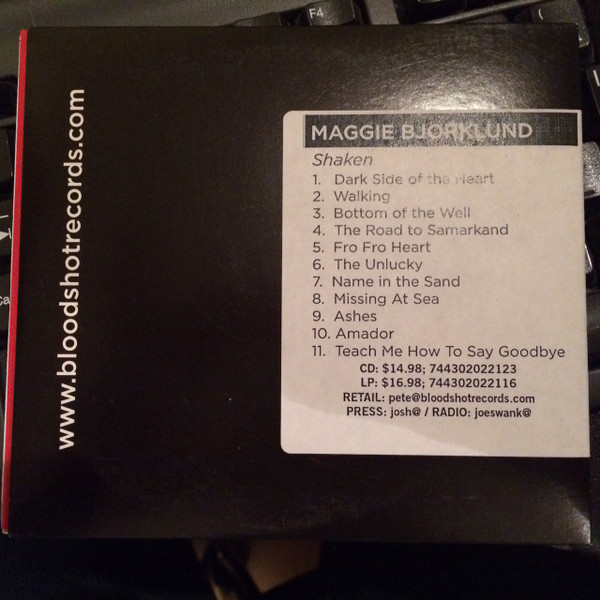 F4
www.bloodshotrecords.com
MAGGIE BJORKLUND
Shaken
1. Dark Side of the Heart
2. Walking
3. Bottom of the Well
4. The Road to Samarkand
5. Fro Fro Heart
6. The Unlucky
7. Name in the Sand
8. Missing At Sea
9. Ashes
10. Amador
11. Teach Me How To Say Goodbye
CD: $14.98; 744302022123
LP: $16.98; 744302022116
RETAIL: pete@bloodshotrecords.com
PRESS: josh@ / RADIO: joeswank@